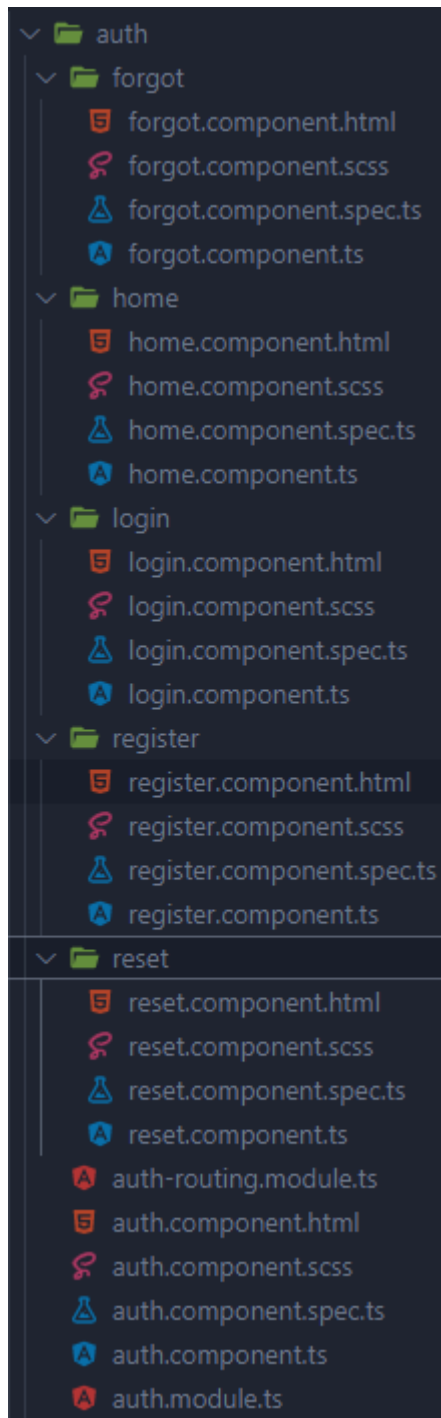 auth
forgot
forgot.component.html
forgot.component.scss
forgot.component.spec.ts
forgot.component.ts
home
home.component.html
home.component.scss
home.component.spec.ts
home.component.ts
login
login.component.html
login.component.scss
login.component.spec.ts
login.component.ts
register
register.component.html
register.component.scss
register.component.spec.ts
register.component.ts
reset
reset.component.html
reset.component.scss
reset.component.spec.ts
reset.component.ts
auth-routing.module.ts
auth.component.html
auth.component.scss
auth.component.spec.ts
auth.component.ts
auth.module.ts